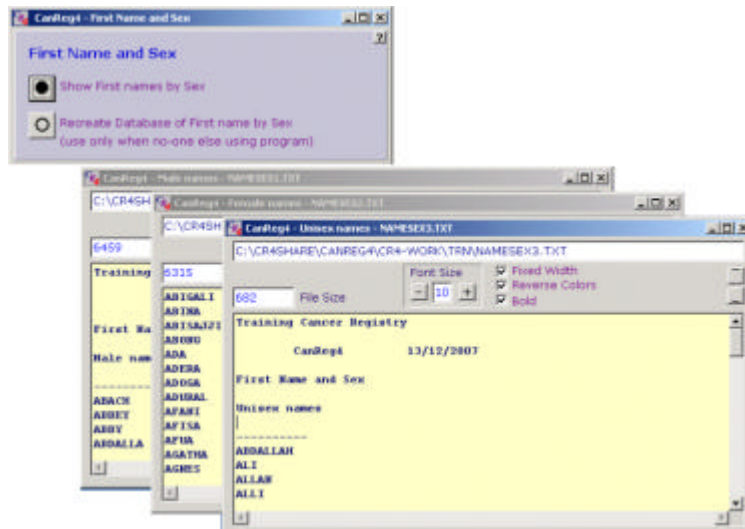 CanReg4 - First Name and Sex
?
First Name and Sex
Show First names by Sex
Recreate Database of First name by Sex
(use only when no-one else using program)
CanReg4 - Male names - NAMESEX1.TXT
C:\CR4SH
6459
Training
First Na
Male nam
----------
ABACH
ABBEY
ABBY
ABDALLA
CanReg4 - Female names - NAMESEX2.TXT
C:\CR4SH
6315
ABIGALI
ADA
ADERA
ADOGA
AFUA
AGATHA
AGNES
CanReg4 - Unisex names - NAMESEX3.TXT
C:\CR4SHARE\CANREG4\CR4-WORK\TRN\NAMESEX3.TXT
682 File Size
Font Size
- 10 +
Fixed Width
Reverse Colors
Bold
Training Cancer Registry
CanReg4 13/12/2007
First Name and Sex
Unisex names
----------
ABDALLAH
ALI
ALLAN
ALLI